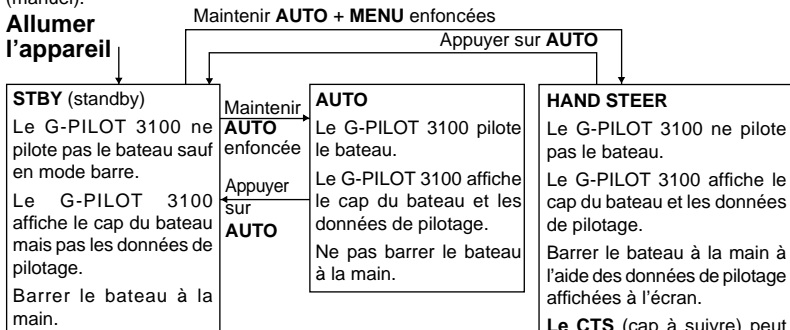 (manuel).
Allumer
l'appareil
Maintenir AUTO + MENU enfoncées
Appuyer sur AUTO
STBY (standby)
Le G-PILOT 3100 ne
pilote pas le bateau sauf
en mode barre.
Le G-PILOT 3100
affiche le cap du bateau
mais pas les données de
pilotage.
Barrer le bateau à la
main.
Maintenir
AUTO
enfoncée
Appuyer
sur
AUTO
AUTO
Le G-PILOT 3100 pilote
le bateau.
Le G-PILOT 3100 affiche
le cap du bateau et les
données de pilotage.
Ne pas barrer le bateau
à la main.
HAND STEER
Le G-PILOT 3100 ne pilote
pas le bateau.
Le G-PILOT 3100 affiche le
cap du bateau et les données
de pilotage.
Barrer le bateau à la main à
l'aide des données de pilotage
affichées à l'écran.
Le CTS (cap à suivre) peut